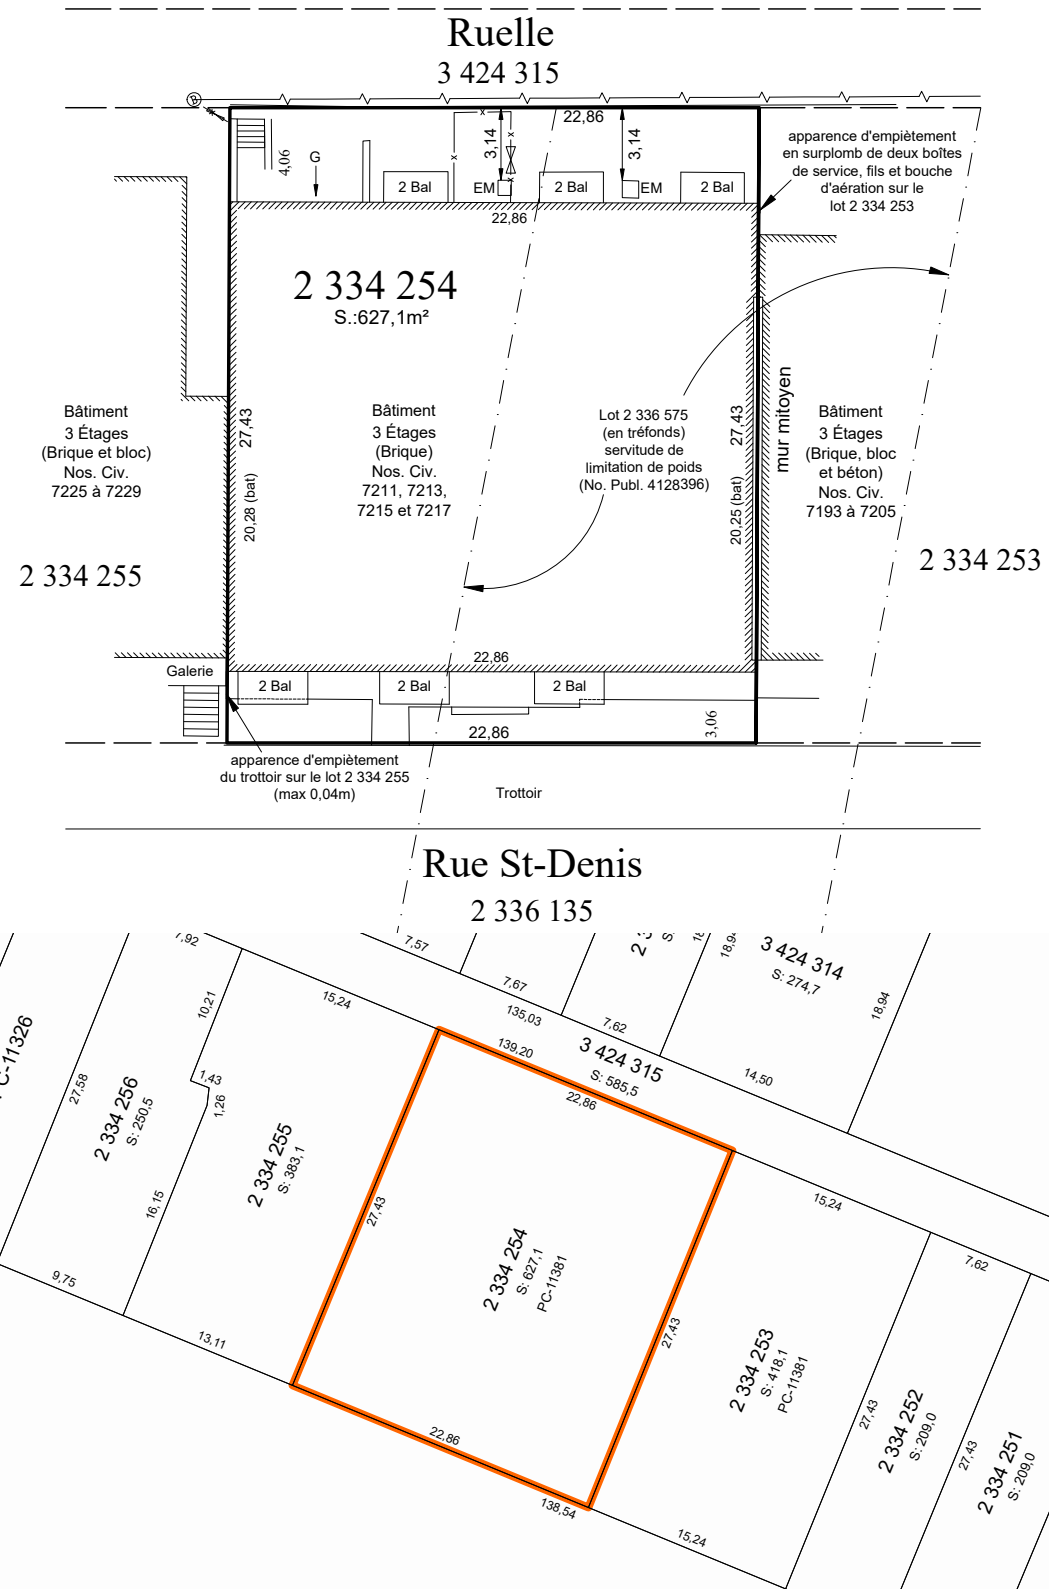 Ruelle
3 424 315
B
22,86
4,06
G
3,14
3,14
EM
EM
2 Bal
2 Bal
2 Bal
22,86
apparence d'empiètement
en surplomb de deux boîtes
de service, fils et bouche
d'aération sur le
lot 2 334 253
2 334 254
S.:627,1m²
Bâtiment
3 Étages
(Brique et bloc)
Nos. Civ.
7225 à 7229
27,43
20,28 (bat)
Bâtiment
3 Étages
(Brique)
Nos. Civ.
7211, 7213,
7215 et 7217
Lot 2 336 575
(en tréfonds)
servitude de
limitation de poids
(No. Publ. 4128396)
27,43
20,25 (bat)
mur mitoyen
Bâtiment
3 Étages
(Brique, bloc
et béton)
Nos. Civ.
7193 à 7205
2 334 255
2 334 253
22,86
Galerie
2 Bal
2 Bal
2 Bal
22,86
3,06
apparence d'empiètement
du trottoir sur le lot 2 334 255
(max 0,04m)
Trottoir
Rue St-Denis
2 336 135
7,92
7,57
7,67
135,03
7,62
18,94
3 424 314
S: 274,7
18,94
14,50
3 424 315
S: 585,5
139,20
22,86
15,24
10,21
1,43
1,26
16,15
C-11326
27,58
2 334 256
S: 250,5
2 334 255
S: 383,1
27,43
2 334 254
S: 627,1
PC-11381
27,43
15,24
7,62
9,75
13,11
22,86
138,54
15,24
2 334 253
S: 418,1
PC-11381
27,43
2 334 252
S: 209,0
27,43
2 334 251
S: 209,0